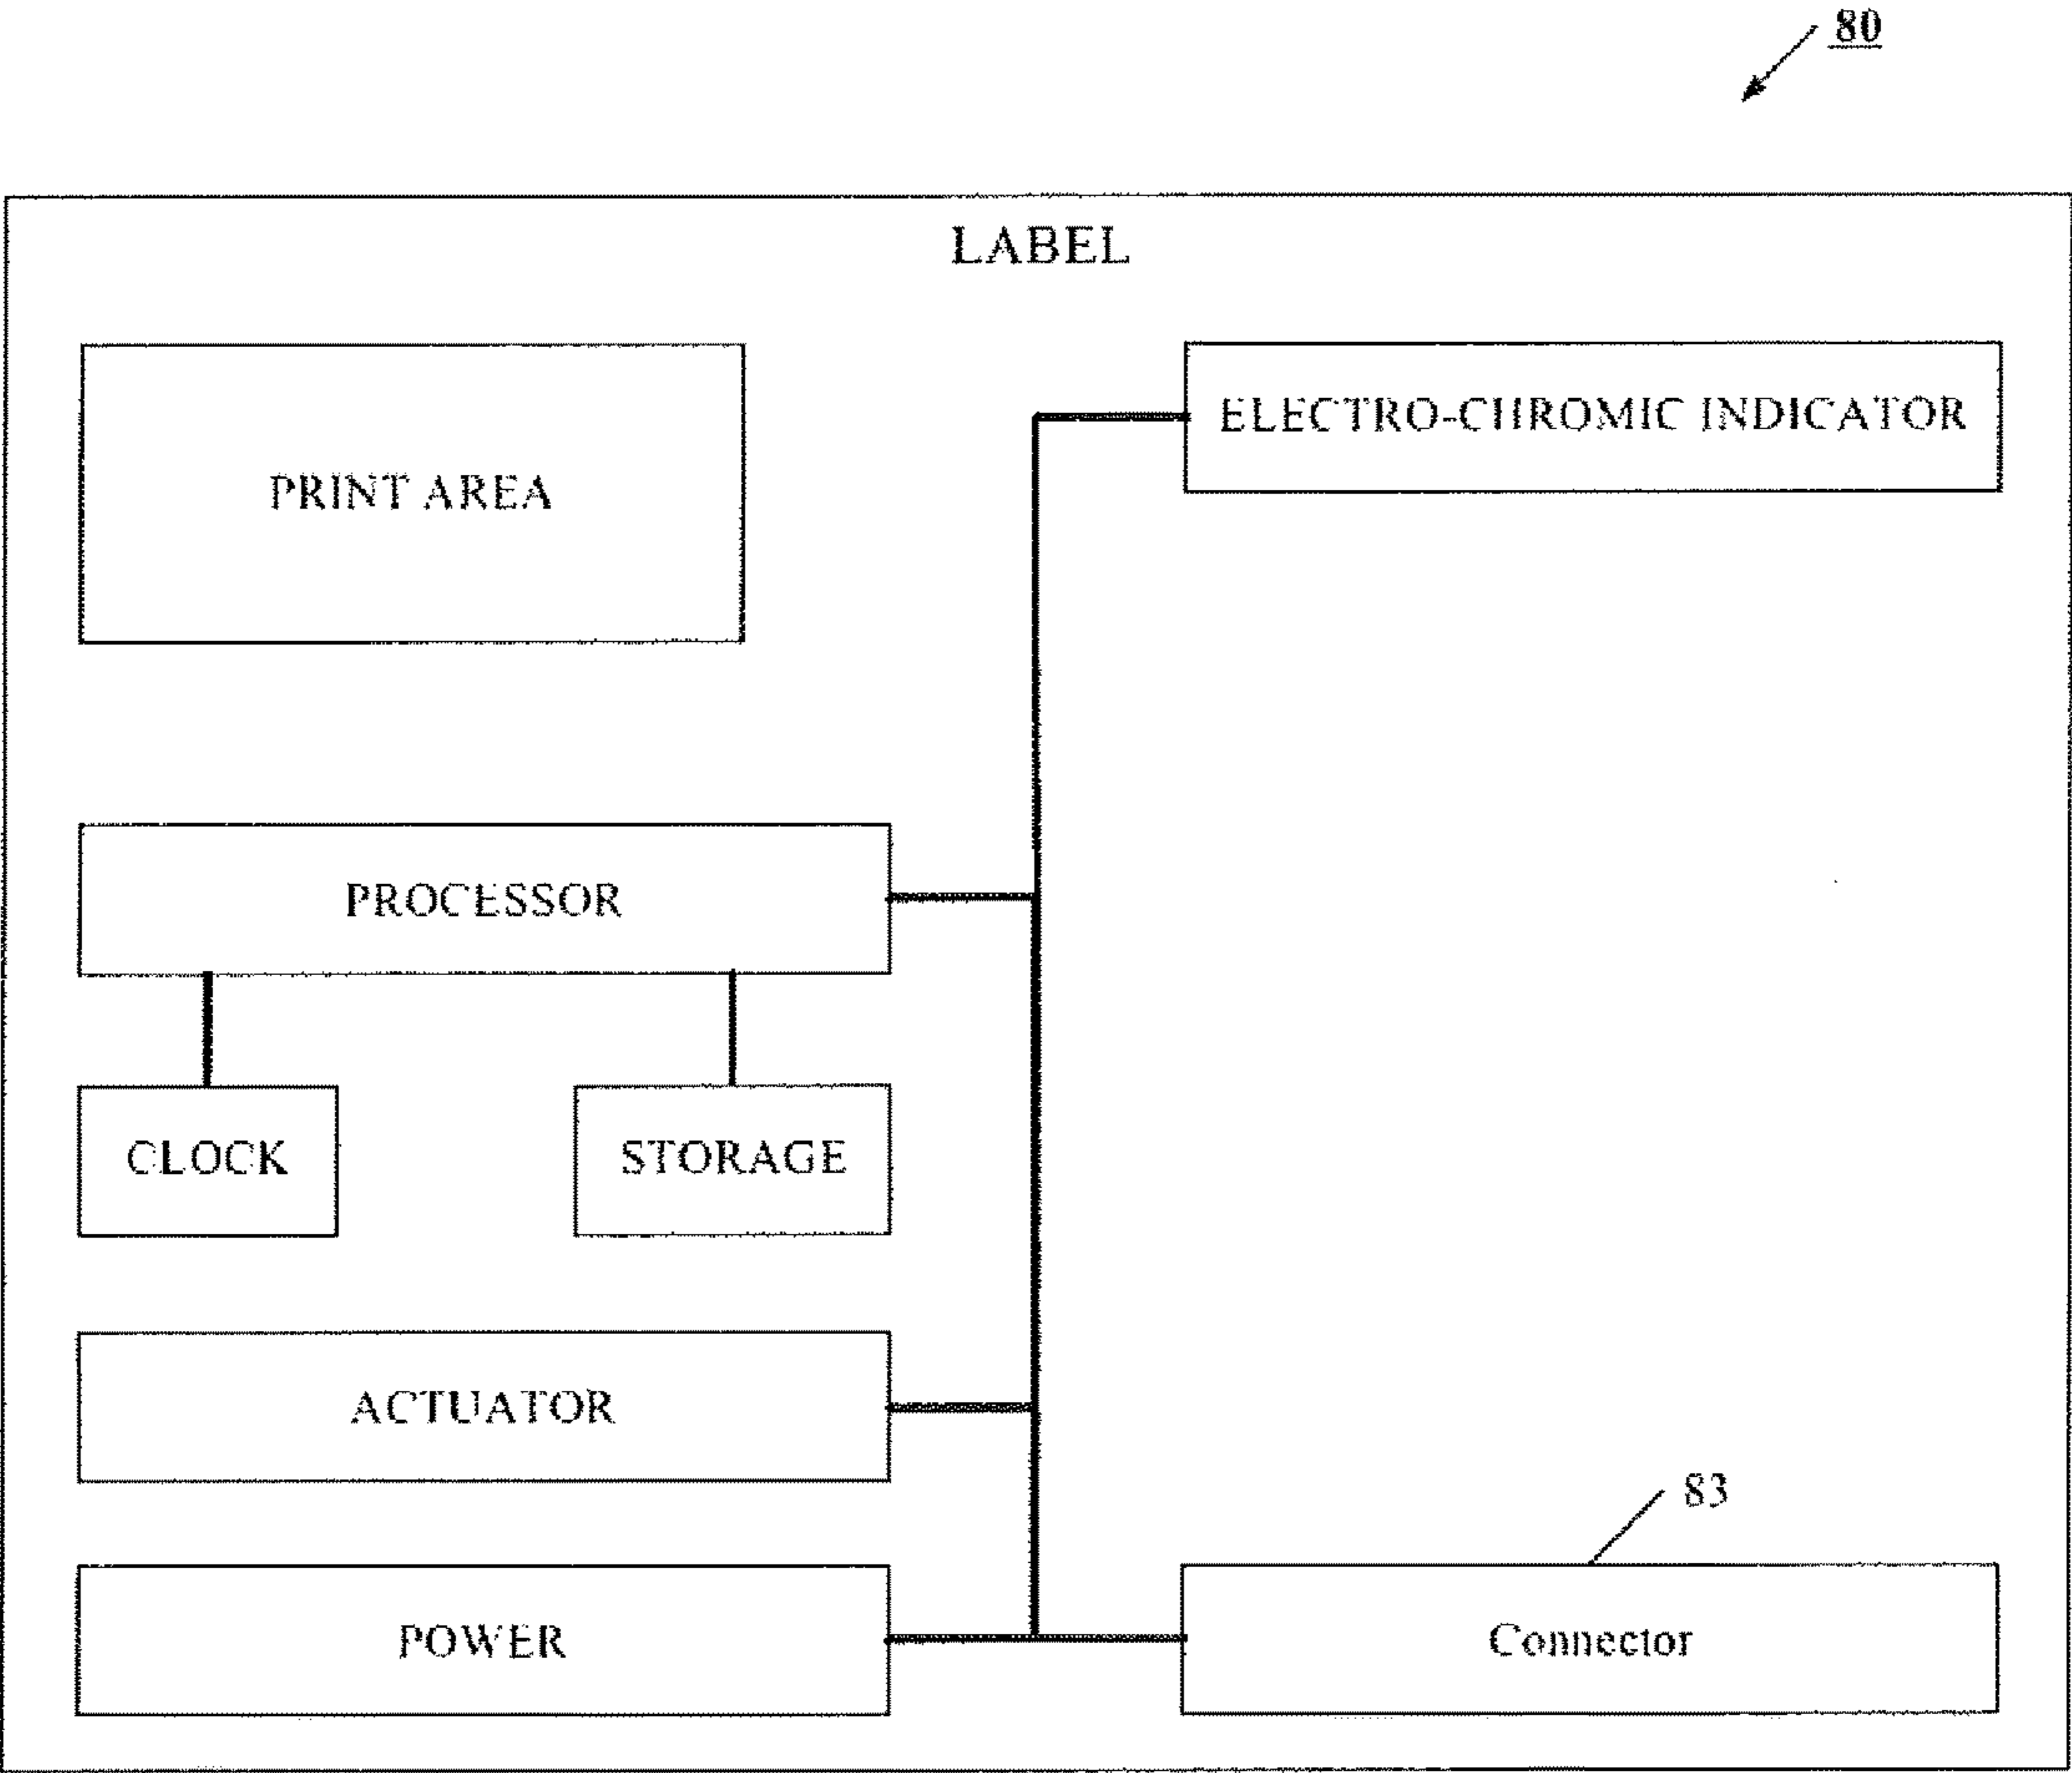 80
LABEL
PRINT AREA
ELECTRO-CHROMIC INDICATOR
PROCESSOR
CLOCK
STORAGE
ACTUATOR
83
POWER
Connector